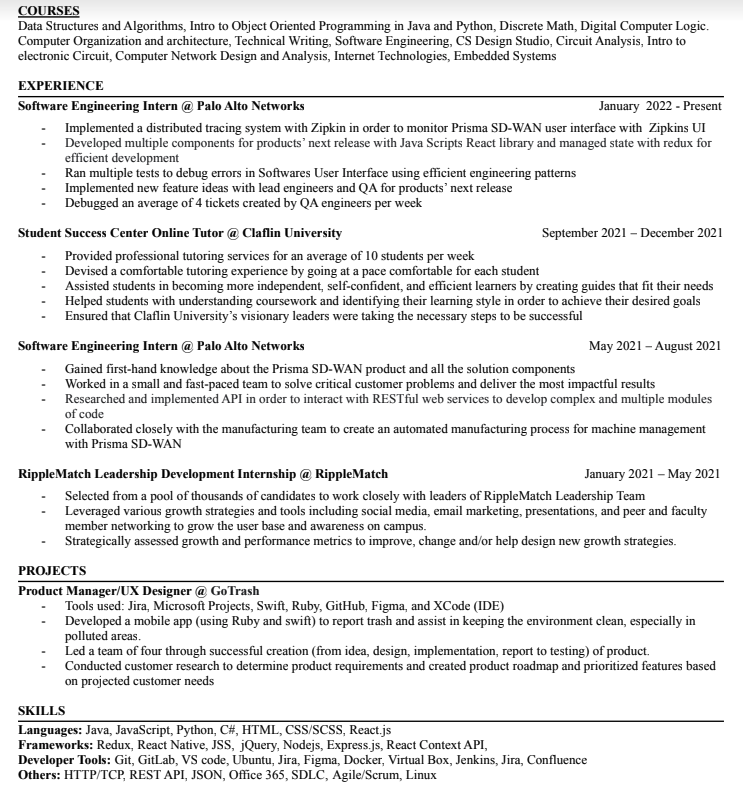 COURSES
Data Structures and Algorithms, Intro to Object Oriented Programming in Java and Python, Discrete Math, Digital Computer Logic.
Computer Organization and architecture, Technical Writing, Software Engineering, CS Design Studio, Circuit Analysis, Intro to
electronic Circuit, Computer Network Design and Analysis, Internet Technologies, Embedded Systems
EXPERIENCE
Software Engineering Intern @ Palo Alto Networks January 2022 - Present
- Implemented a distributed tracing system with Zipkin in order to monitor Prisma SD-WAN user interface with Zipkins UI
- Developed multiple components for products' next release with Java Scripts React library and managed state with redux for
efficient development
- Ran multiple tests to debug errors in Softwares User Interface using efficient engineering patterns
- Implemented new feature ideas with lead engineers and QA for products' next release
- Debugged an average of 4 tickets created by QA engineers per week
Student Success Center Online Tutor @ Claflin University September 2021 – December 2021
- Provided professional tutoring services for an average of 10 students per week
- Devised a comfortable tutoring experience by going at a pace comfortable for each student
- Assisted students in becoming more independent, self-confident, and efficient learners by creating guides that fit their needs
- Helped students with understanding coursework and identifying their learning style in order to achieve their desired goals
- Ensured that Claflin University's visionary leaders were taking the necessary steps to be successful
Software Engineering Intern @ Palo Alto Networks May 2021 – August 2021
- Gained first-hand knowledge about the Prisma SD-WAN product and all the solution components
- Worked in a small and fast-paced team to solve critical customer problems and deliver the most impactful results
- Researched and implemented API in order to interact with RESTful web services to develop complex and multiple modules
of code
- Collaborated closely with the manufacturing team to create an automated manufacturing process for machine management
with Prisma SD-WAN
RippleMatch Leadership Development Internship @ RippleMatch January 2021 – May 2021
- Selected from a pool of thousands of candidates to work closely with leaders of RippleMatch Leadership Team
- Leveraged various growth strategies and tools including social media, email marketing, presentations, and peer and faculty
member networking to grow the user base and awareness on campus.
- Strategically assessed growth and performance metrics to improve, change and/or help design new growth strategies.
PROJECTS
Product Manager/UX Designer @ GoTrash
- Tools used: Jira, Microsoft Projects, Swift, Ruby, GitHub, Figma, and XCode (IDE)
- Developed a mobile app (using Ruby and swift) to report trash and assist in keeping the environment clean, especially in
polluted areas.
- Led a team of four through successful creation (from idea, design, implementation, report to testing) of product.
- Conducted customer research to determine product requirements and created product roadmap and prioritized features based
on projected customer needs
SKILLS
Languages: Java, JavaScript, Python, C#, HTML, CSS/SCSS, React.js
Frameworks: Redux, React Native, JSS, jQuery, Nodejs, Express.js, React Context API,
Developer Tools: Git, GitLab, VS code, Ubuntu, Jira, Figma, Docker, Virtual Box, Jenkins, Jira, Confluence
Others: HTTP/TCP, REST API, JSON, Office 365, SDLC, Agile/Scrum, Linux